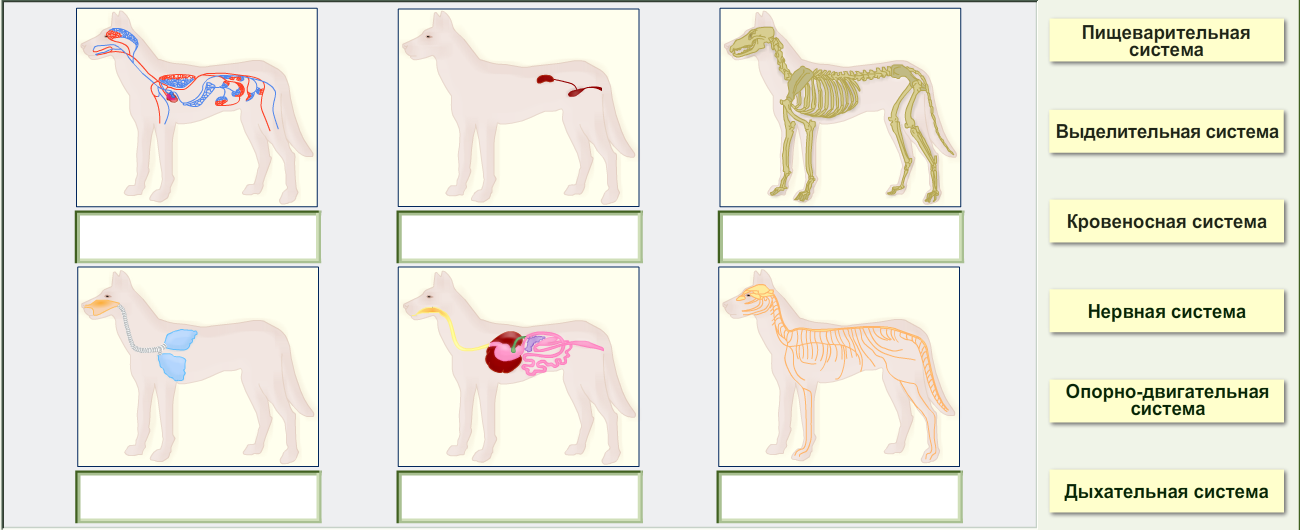 Пищеварительная
система
Выделительная система
Кровеносная система
Нервная система
Опорно-двигательная
система
Дыхательная система